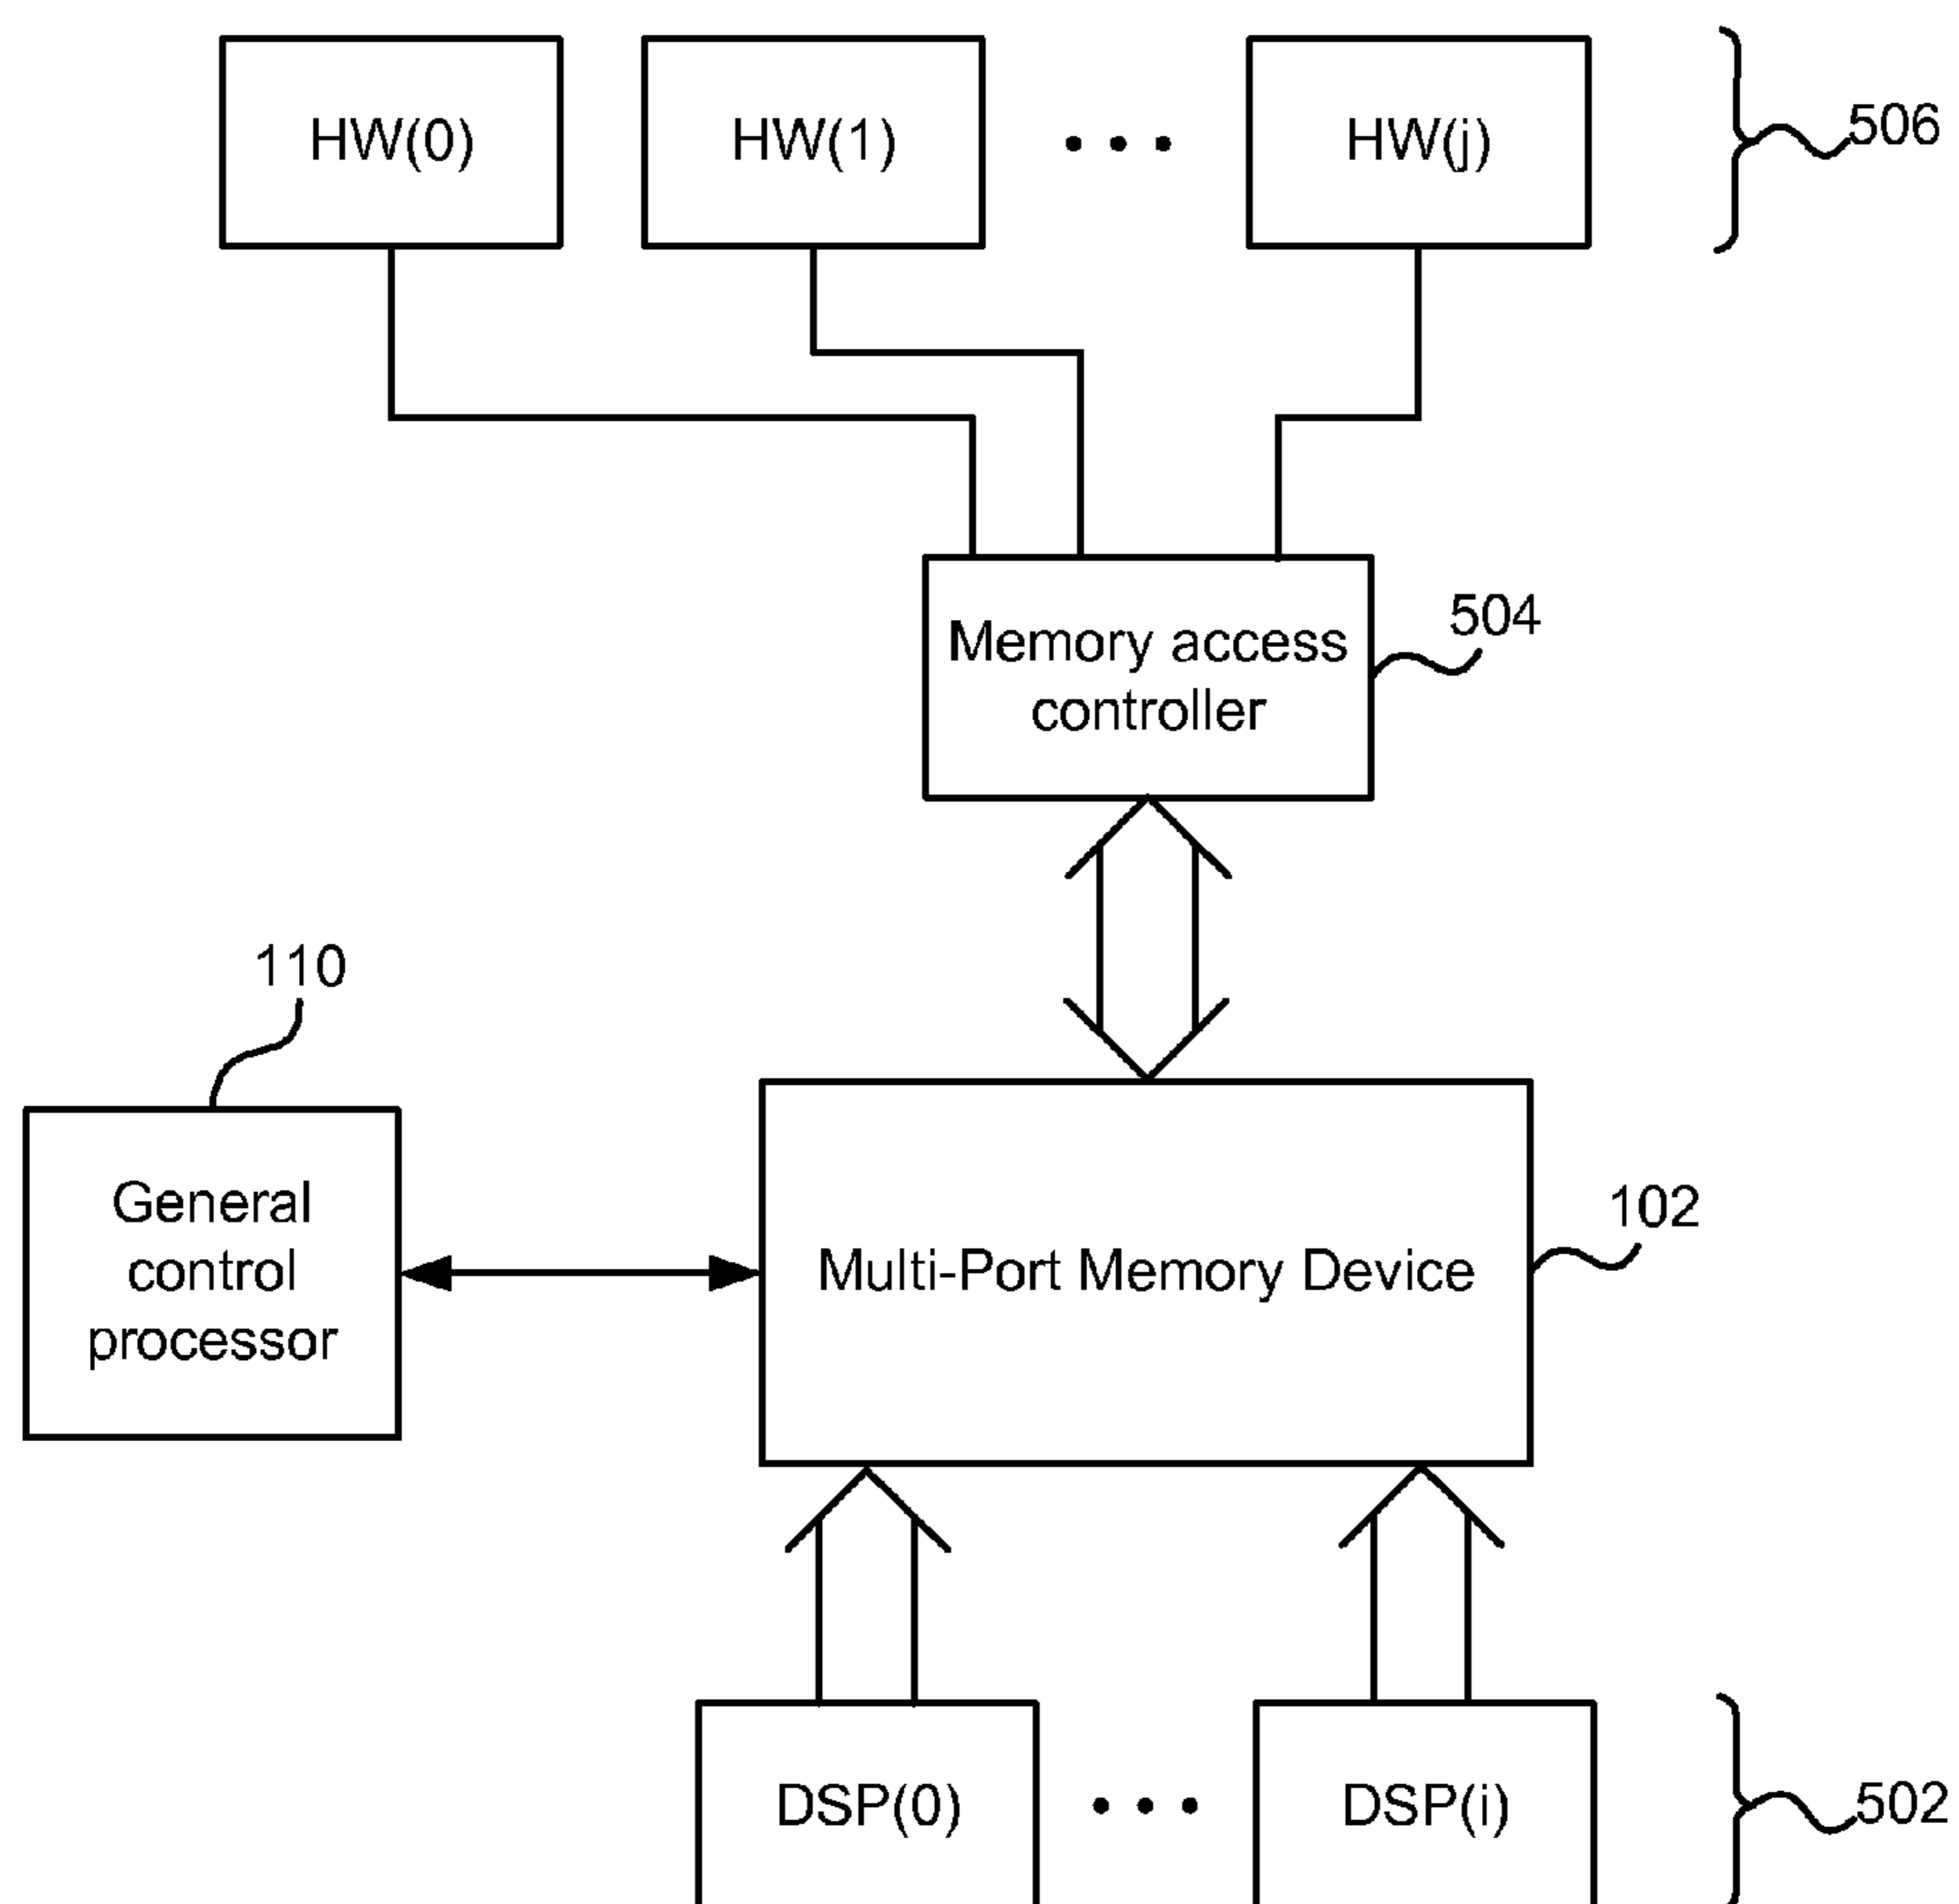 HW(0)
HW(1)
• • •
HW(j)
506
Memory access
controller
504
110
General
control
processor
Multi-Port Memory Device
102
DSP(0)
• • •
DSP(i)
502